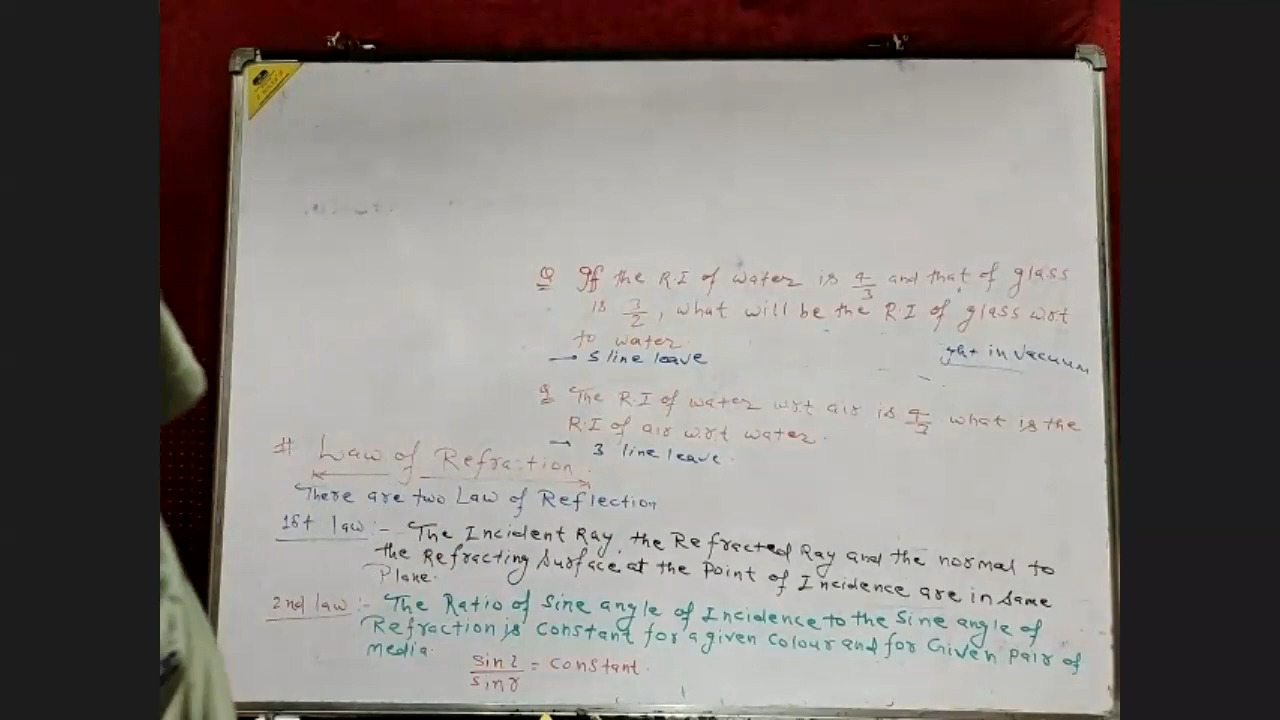 Q If the R.I of water is 4/3 and that of glass
is 3/2, what will be the R.I of glass wrt
to water
→ 5 line leave
in vacuum
Q The R.I of water w.r.t air is 4/3 what is the
R.I of air w.r.t water.
→ 3 line leave.
# Law of Refraction.
There are two Law of Reflection
1st law :- The Incident Ray, the Refracted Ray and the normal to
the Refracting Surface at the Point of Incidence are in Same
Plane.
2nd law :- The Ratio of Sine angle of Incidence to the Sine angle of
Refraction is Constant for a given Colour and for Given Pair of
media.
sin i / sin r = constant.